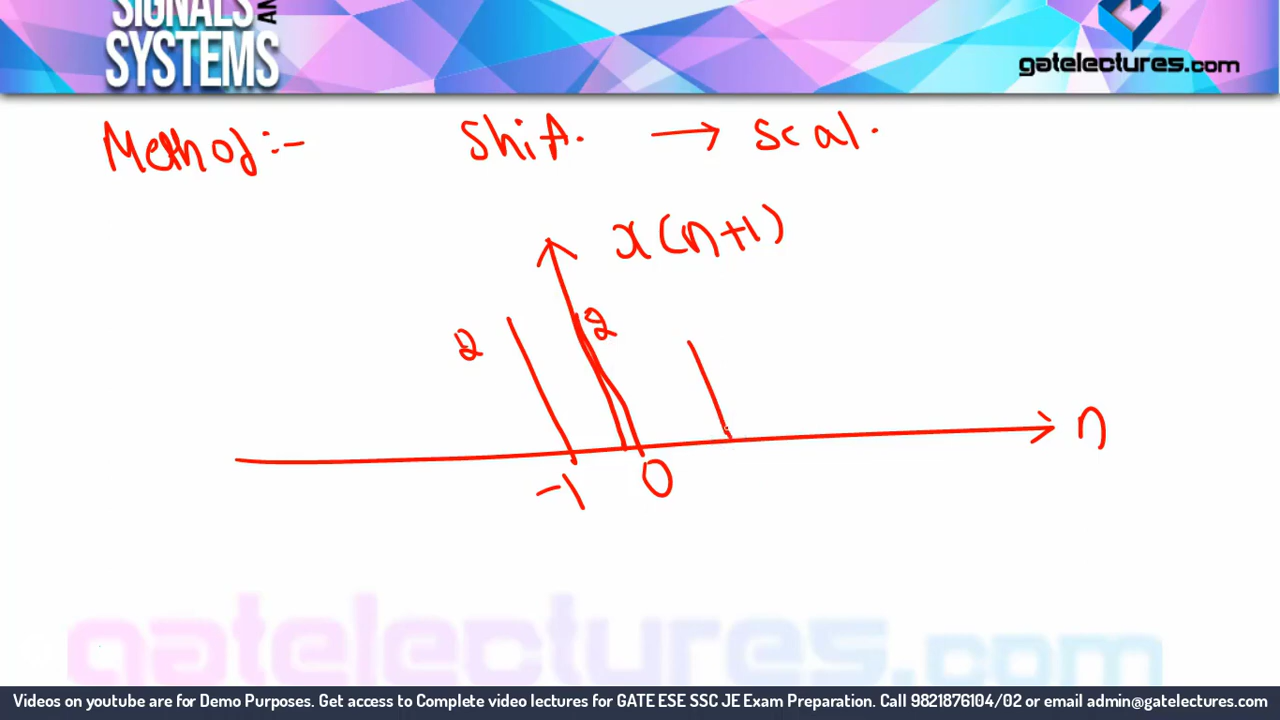 SIGNALS AND
SYSTEMS
gatelectures.com
Method:- Shift. → Scal.
x(n+1)
2
2
n
-1
0
gatelectures.com
Videos on youtube are for Demo Purposes. Get access to Complete video lectures for GATE ESE SSC JE Exam Preparation. Call 9821876104/02 or email admin@gatelectures.com